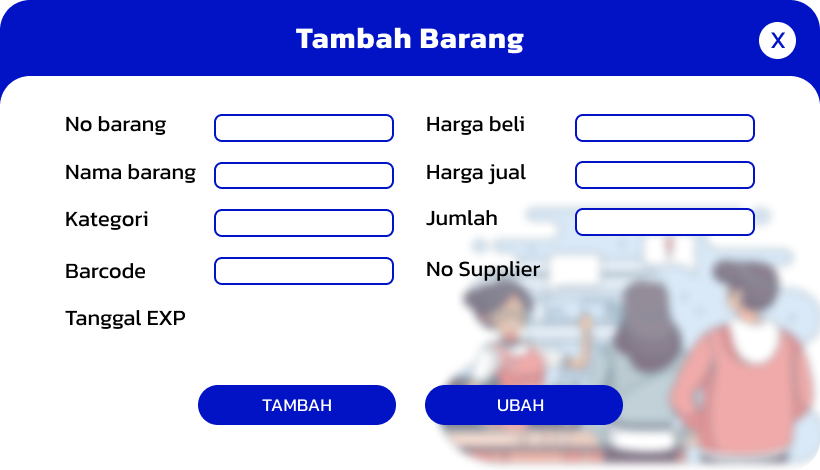 Tambah Barang
X
No barang
Harga beli
Nama barang
Harga jual
Kategori
Jumlah
Barcode
No Supplier
Tanggal EXP
TAMBAH
UBAH